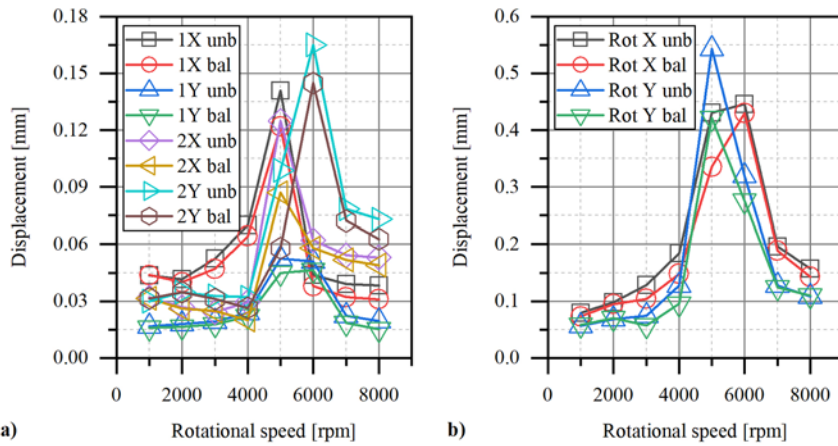 0.18
0.15
0.12
0.09
0.06
0.03
0.00
Displacement [mm]
1X unb
1X bal
1Y unb
1Y bal
2X unb
2X bal
2Y unb
2Y bal
0 2000 4000 6000 8000
Rotational speed [rpm]
a)
0.6
0.5
0.4
0.3
0.2
0.1
0.0
Displacement [mm]
Rot X unb
Rot X bal
Rot Y unb
Rot Y bal
0 2000 4000 6000 8000
Rotational speed [rpm]
b)